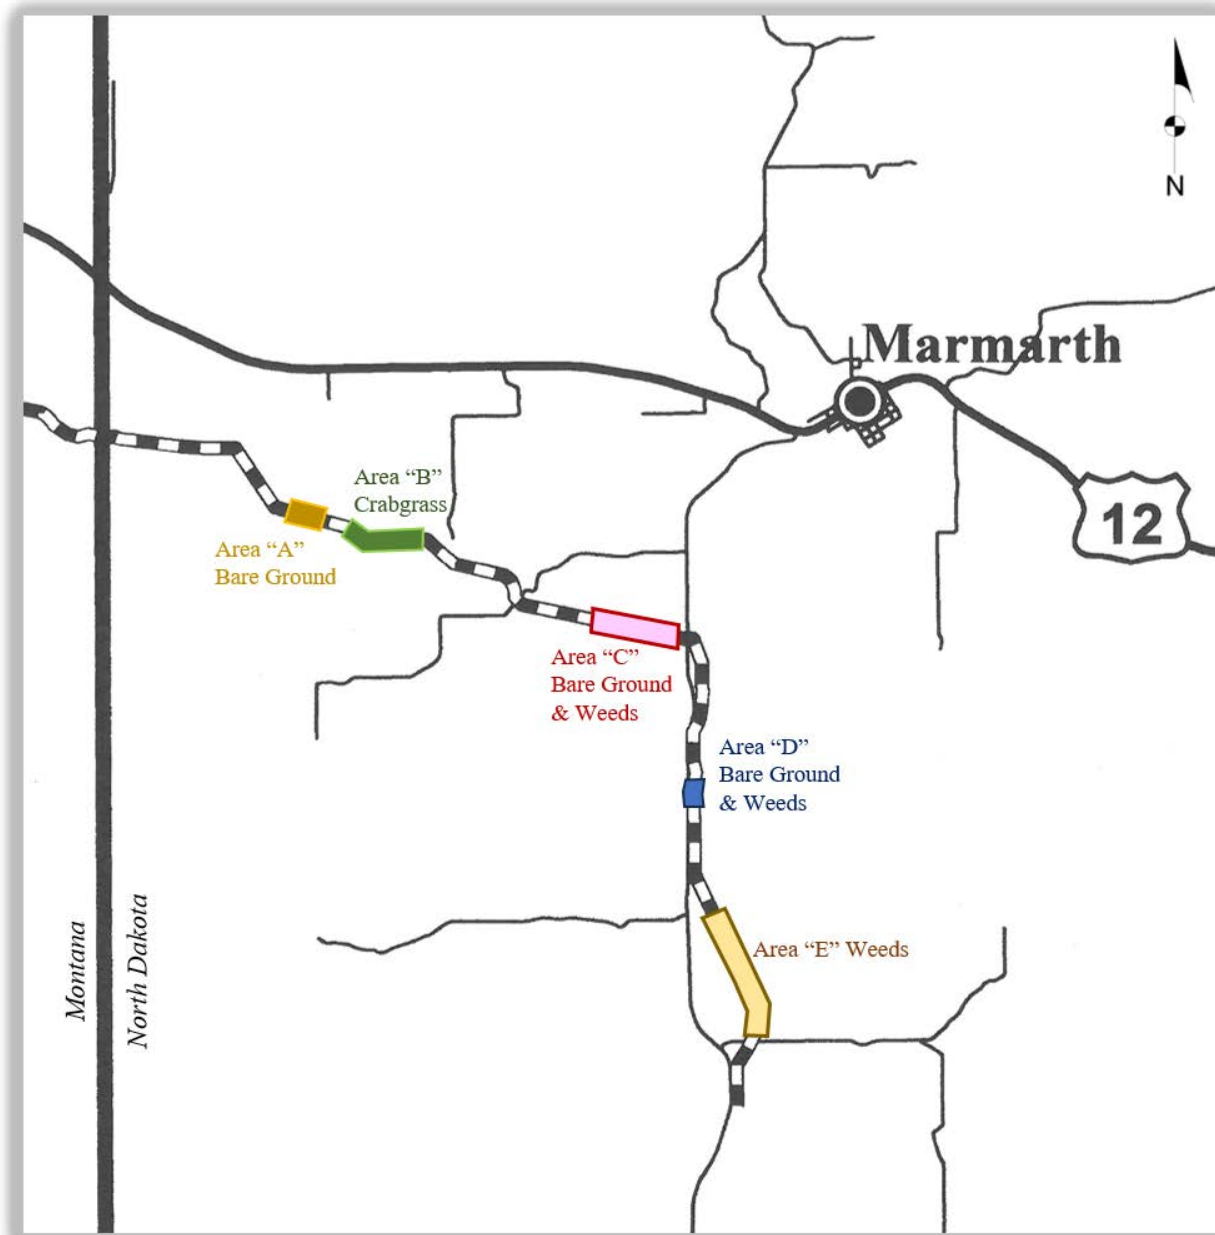 N
Marmarth
12
Area “B”
Crabgrass
Area “A”
Bare Ground
Area “C”
Bare Ground
& Weeds
Area “D”
Bare Ground
& Weeds
Area “E” Weeds
Montana
North Dakota